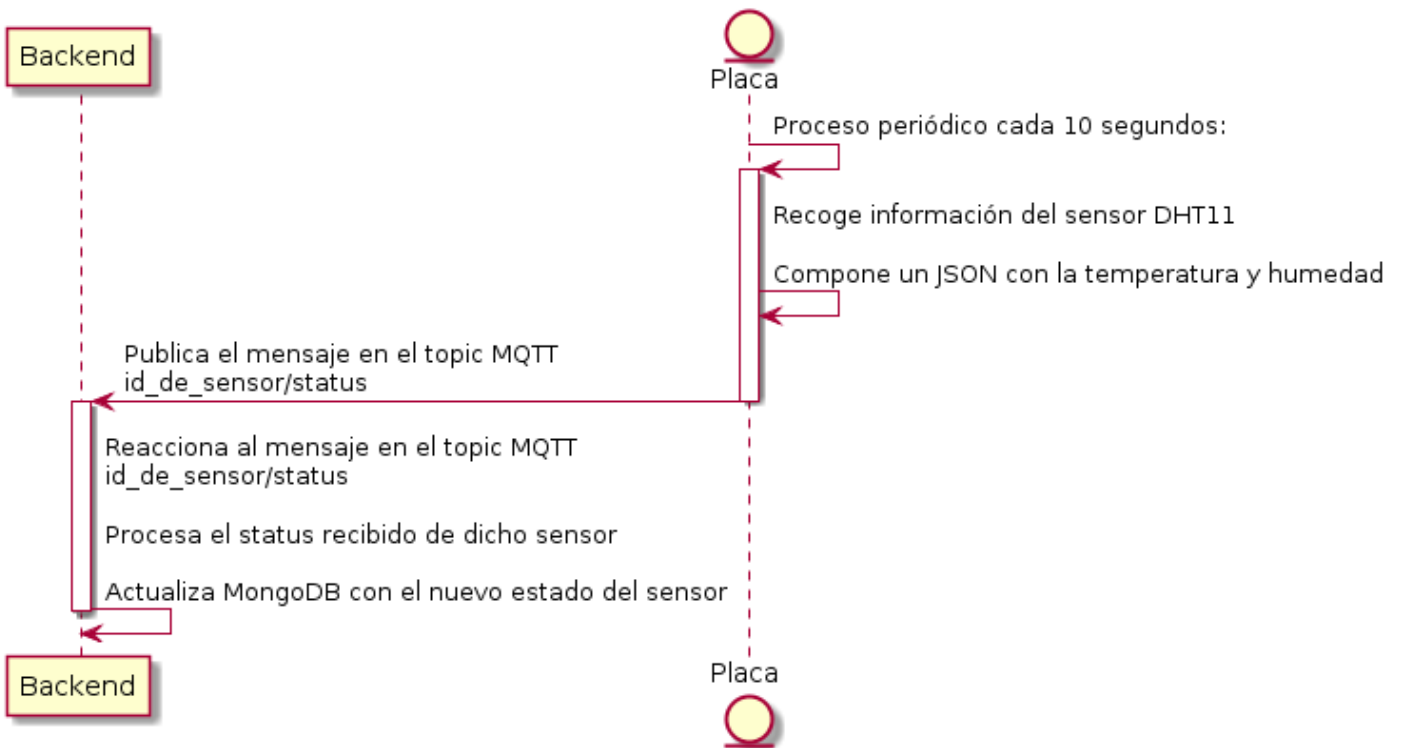 Backend
Placa
Proceso periódico cada 10 segundos:
Recoge información del sensor DHT11
Compone un JSON con la temperatura y humedad
Publica el mensaje en el topic MQTT
id_de_sensor/status
Reacciona al mensaje en el topic MQTT
id_de_sensor/status
Procesa el status recibido de dicho sensor
Actualiza MongoDB con el nuevo estado del sensor
Backend
Placa